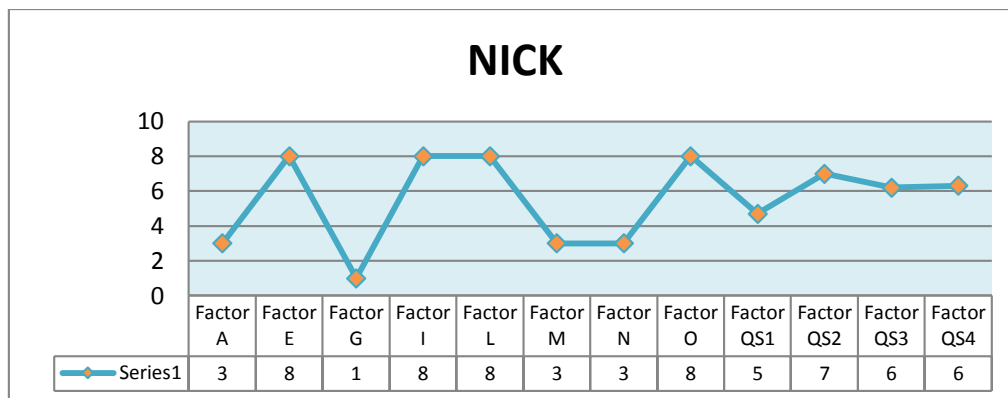 NICK
10
8
6
4
2
0
Factor A Factor E Factor G Factor I Factor L Factor M Factor N Factor O Factor QS1 Factor QS2 Factor QS3 Factor QS4
Series1 3 8 1 8 8 3 3 8 5 7 6 6